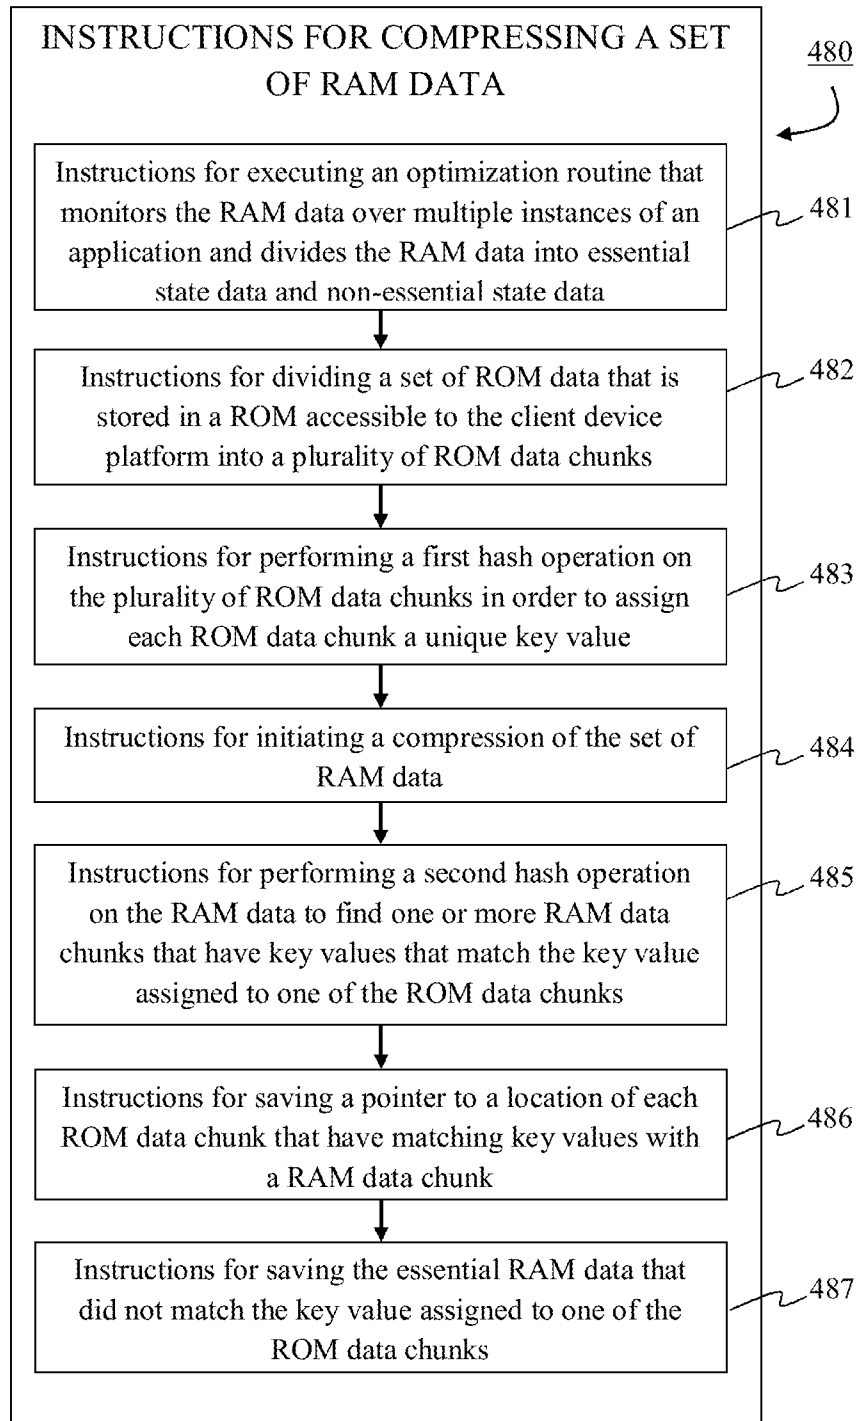 INSTRUCTIONS FOR COMPRESSING A SET
OF RAM DATA
480
Instructions for executing an optimization routine that
monitors the RAM data over multiple instances of an
application and divides the RAM data into essential
state data and non-essential state data
481
Instructions for dividing a set of ROM data that is
stored in a ROM accessible to the client device
platform into a plurality of ROM data chunks
482
Instructions for performing a first hash operation on
the plurality of ROM data chunks in order to assign
each ROM data chunk a unique key value
483
Instructions for initiating a compression of the set of
RAM data
484
Instructions for performing a second hash operation
on the RAM data to find one or more RAM data
chunks that have key values that match the key value
assigned to one of the ROM data chunks
485
Instructions for saving a pointer to a location of each
ROM data chunk that have matching key values with
a RAM data chunk
486
Instructions for saving the essential RAM data that
did not match the key value assigned to one of the
ROM data chunks
487